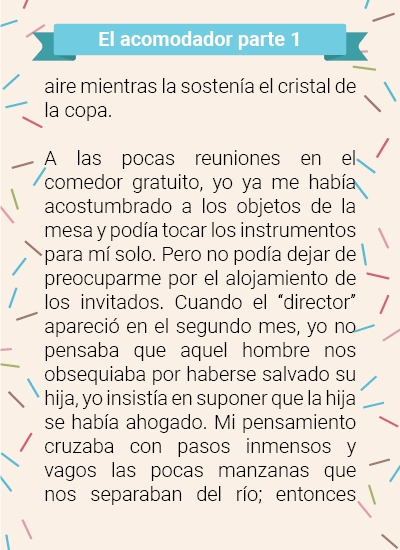 El acomodador parte 1
aire mientras la sostenía el cristal de
la copa.
A las pocas reuniones en el
comedor gratuito, yo ya me había
acostumbrado a los objetos de la
mesa y podía tocar los instrumentos
para mí solo. Pero no podía dejar de
preocuparme por el alojamiento de
los invitados. Cuando el “director”
apareció en el segundo mes, yo no
pensaba que aquel hombre nos
obsequiaba por haberse salvado su
hija, yo insistía en suponer que la hija
se había ahogado. Mi pensamiento
cruzaba con pasos inmensos y
vagos las pocas manzanas que
nos separaban del río; entonces